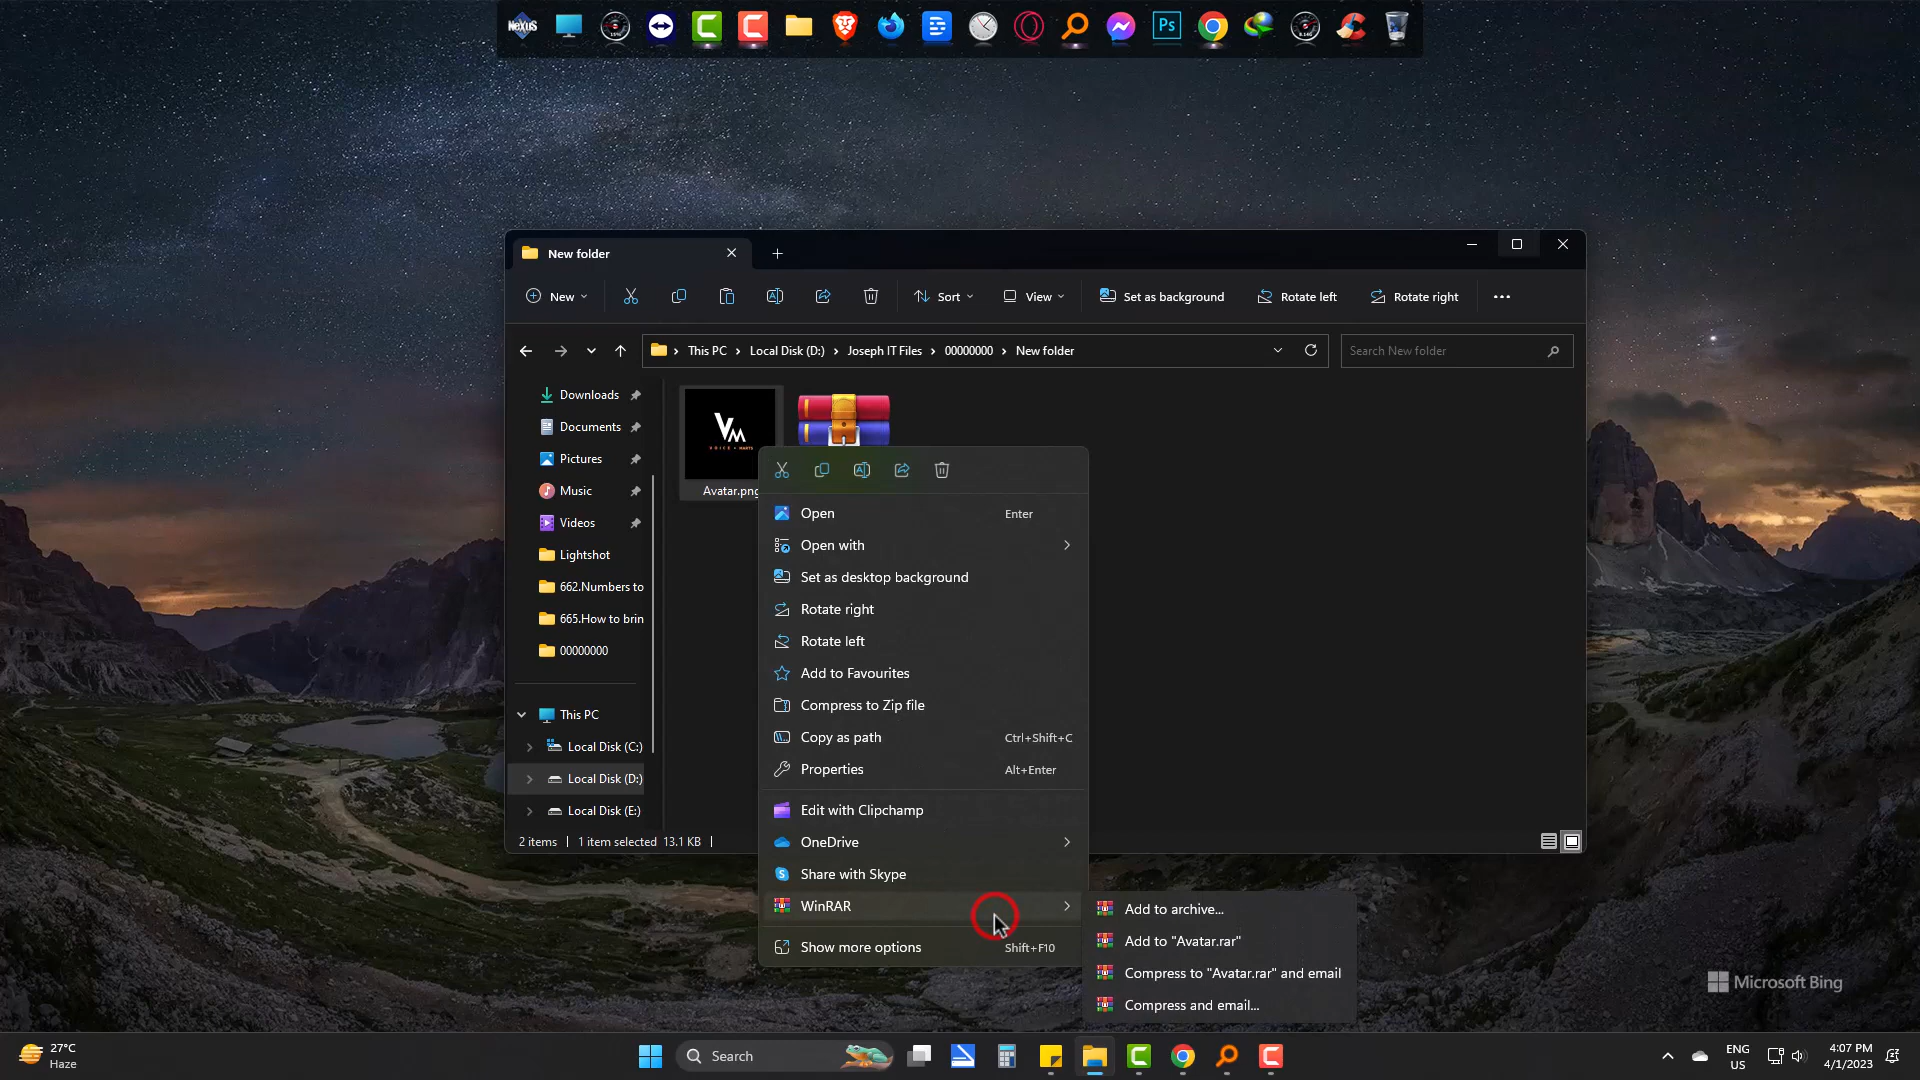 NeXuS
Ps
New folder
New
Sort
View
Set as background
Rotate left
Rotate right
This PC
Local Disk (D:)
Joseph IT Files
00000000
New folder
Search New folder
Downloads
Documents
Pictures
Music
Videos
Lightshot
662.Numbers to
665.How to brin
00000000
This PC
Local Disk (C:)
Local Disk (D:)
Local Disk (E:)
VM
Avatar.png
Open Enter
Open with
Set as desktop background
Rotate right
Rotate left
Add to Favourites
Compress to Zip file
Copy as path Ctrl+Shift+C
Properties Alt+Enter
Edit with Clipchamp
OneDrive
Share with Skype
WinRAR
Show more options Shift+F10
Add to archive...
Add to "Avatar.rar"
Compress to "Avatar.rar" and email
Compress and email...
2 items 1 item selected 13.1 KB
Microsoft Bing
27°C
Haze
Search
ENG
US
4:07 PM
4/1/2023